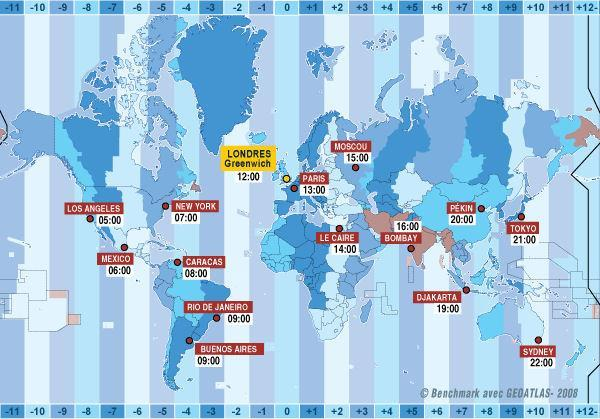 -11 -10 -9 -8 -7 -6 -5 -4 -3 -2 -1 0 +1 +2 +3 +4 +5 +6 +7 +8 +9 +10 +11 +12-
LONDRES
Greenwich
12:00
MOSCOU
15:00
PARIS
13:00
LOS ANGELES
05:00
NEW YORK
07:00
PÉKIN
20:00
16:00
BOMBAY
TOKYO
21:00
LE CAIRE
14:00
MEXICO
06:00
CARACAS
08:00
DJAKARTA
19:00
RIO DE JANEIRO
09:00
BUENOS AIRES
09:00
SYDNEY
22:00
© Benchmark avec GEOATLAS- 2008
-11 -10 -9 -8 -7 -6 -5 -4 -3 -2 -1 0 +1 +2 +3 +4 +5 +6 +7 +8 +9 +10 +11 +12-